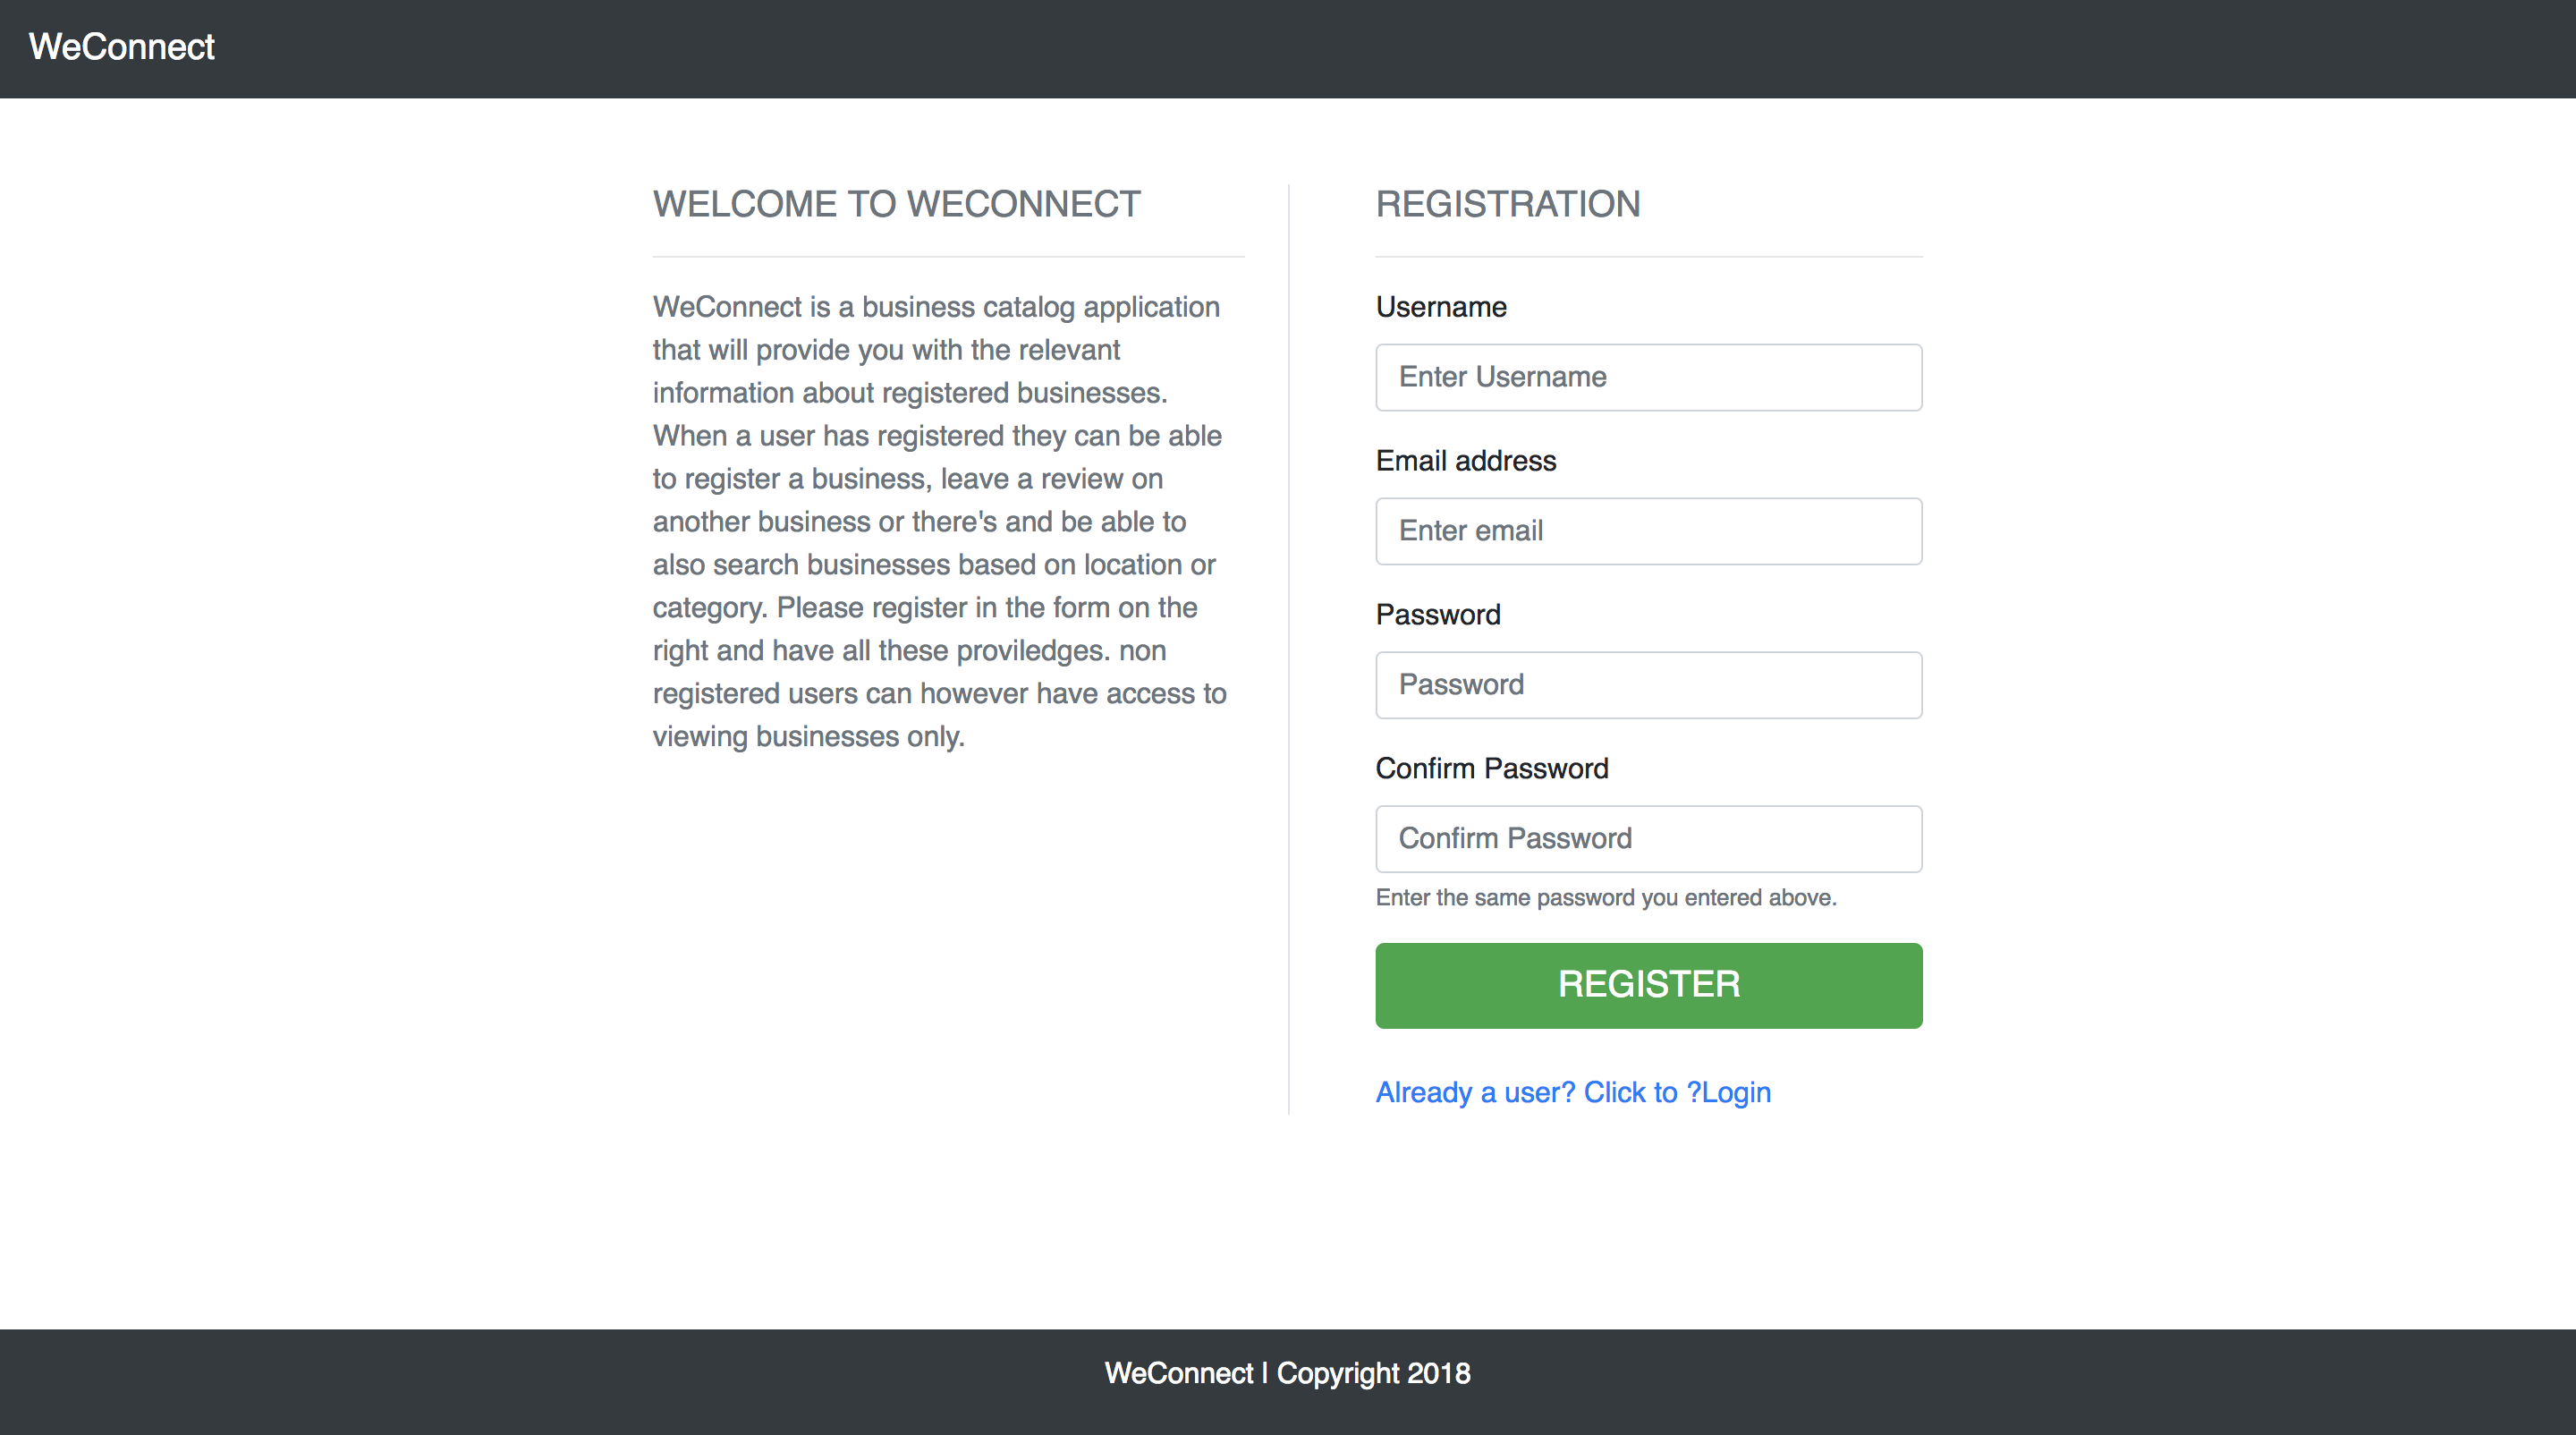 WeConnect
WELCOME TO WECONNECT
WeConnect is a business catalog application
that will provide you with the relevant
information about registered businesses.
When a user has registered they can be able
to register a business, leave a review on
another business or there's and be able to
also search businesses based on location or
category. Please register in the form on the
right and have all these proviledges. non
registered users can however have access to
viewing businesses only.
REGISTRATION
Username
Enter Username
Email address
Enter email
Password
Password
Confirm Password
Confirm Password
Enter the same password you entered above.
REGISTER
Already a user? Click to ?Login
WeConnect | Copyright 2018